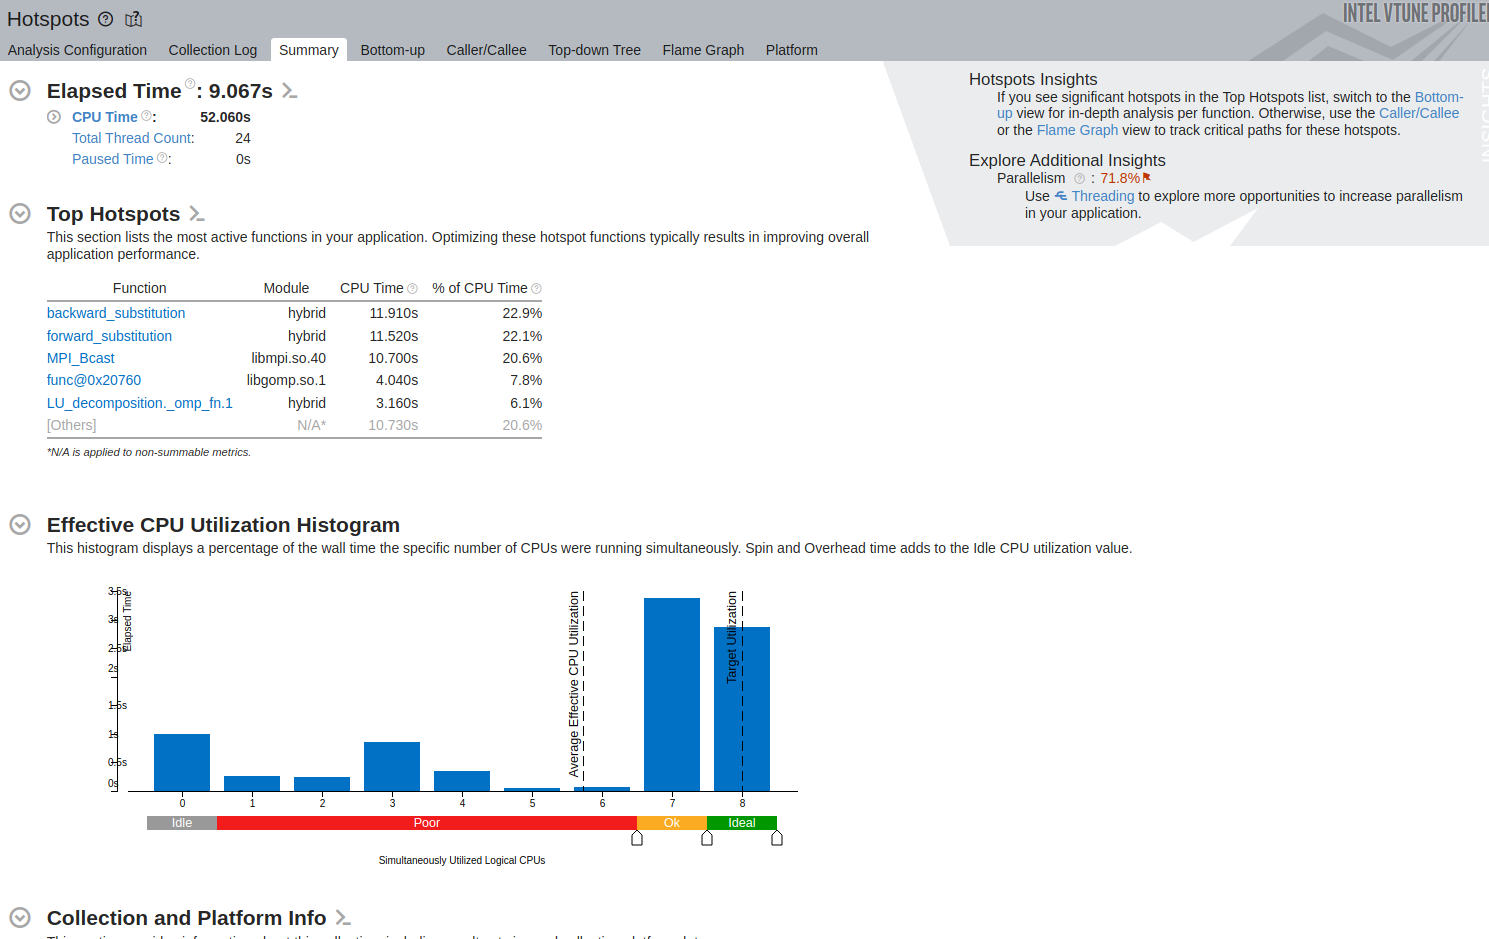 Hotspots
INTEL VTUNE PROFILER
Analysis Configuration Collection Log Summary Bottom-up Caller/Callee Top-down Tree Flame Graph Platform
Elapsed Time: 9.067s
CPU Time: 52.060s
Total Thread Count: 24
Paused Time: 0s
Hotspots Insights
If you see significant hotspots in the Top Hotspots list, switch to the Bottom-
up view for in-depth analysis per function. Otherwise, use the Caller/Callee
or the Flame Graph view to track critical paths for these hotspots.
Explore Additional Insights
Parallelism : 71.8%
Use Threading to explore more opportunities to increase parallelism
in your application.
INSIGHTS
Top Hotspots
This section lists the most active functions in your application. Optimizing these hotspot functions typically results in improving overall
application performance.
Function Module CPU Time % of CPU Time
backward_substitution hybrid 11.910s 22.9%
forward_substitution hybrid 11.520s 22.1%
MPI_Bcast libmpi.so.40 10.700s 20.6%
func@0x20760 libgomp.so.1 4.040s 7.8%
LU_decomposition._omp_fn.1 hybrid 3.160s 6.1%
[Others] N/A* 10.730s 20.6%
*N/A is applied to non-summable metrics.
Effective CPU Utilization Histogram
This histogram displays a percentage of the wall time the specific number of CPUs were running simultaneously. Spin and Overhead time adds to the Idle CPU utilization value.
3.5s
3s
2.5s
2s
1.5s
1s
0.5s
0s
Elapsed Time
Average Effective CPU Utilization
Target Utilization
0 1 2 3 4 5 6 7 8
Idle Poor Ok Ideal
Simultaneously Utilized Logical CPUs
Collection and Platform Info